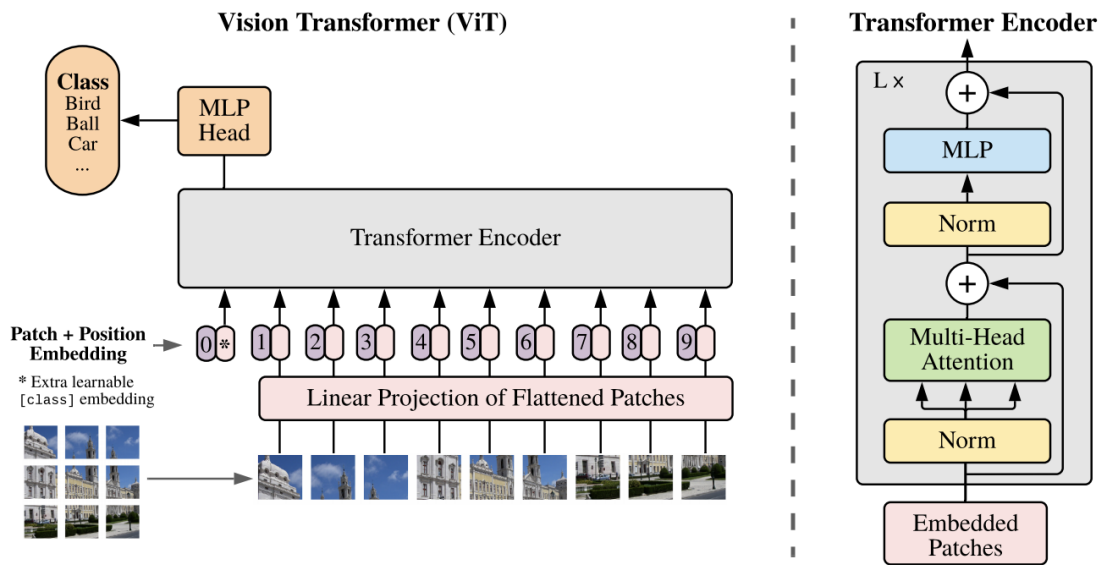 Vision Transformer (ViT)
Class
Bird
Ball
Car
...
MLP
Head
Transformer Encoder
Patch + Position
Embedding
0 * 1 2 3 4 5 6 7 8 9
* Extra learnable
[class] embedding
Linear Projection of Flattened Patches
Transformer Encoder
L x
+
MLP
Norm
+
Multi-Head
Attention
Norm
Embedded
Patches